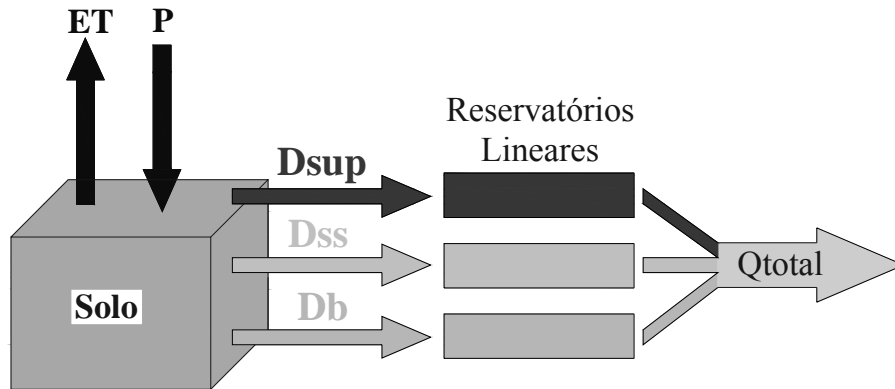 ET
P
Reservatórios
Lineares
Dsup
Dss
Qtotal
Solo
Db